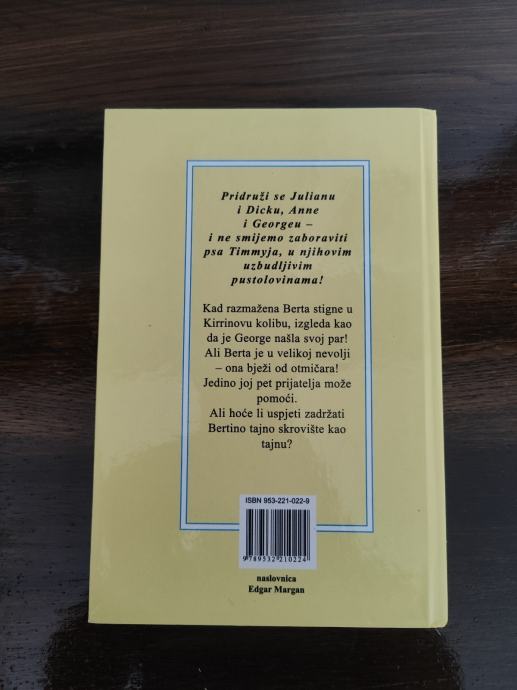 Pridruži se Julianu
i Dicku, Anne
i Georgeu –
i ne smijemo zaboraviti
psa Timmyja, u njihovim
uzbudljivim
pustolovinama!
Kad razmažena Berta stigne u
Kirrinovu kolibu, izgleda kao
da je George našla svoj par!
Ali Berta je u velikoj nevolji
– ona bježi od otmičara!
Jedino joj pet prijatelja može
pomoći.
Ali hoće li uspjeti zadržati
Bertino tajno skrovište kao
tajnu?
ISBN 953-221-022-9
9 789532 210224
naslovnica
Edgar Margan